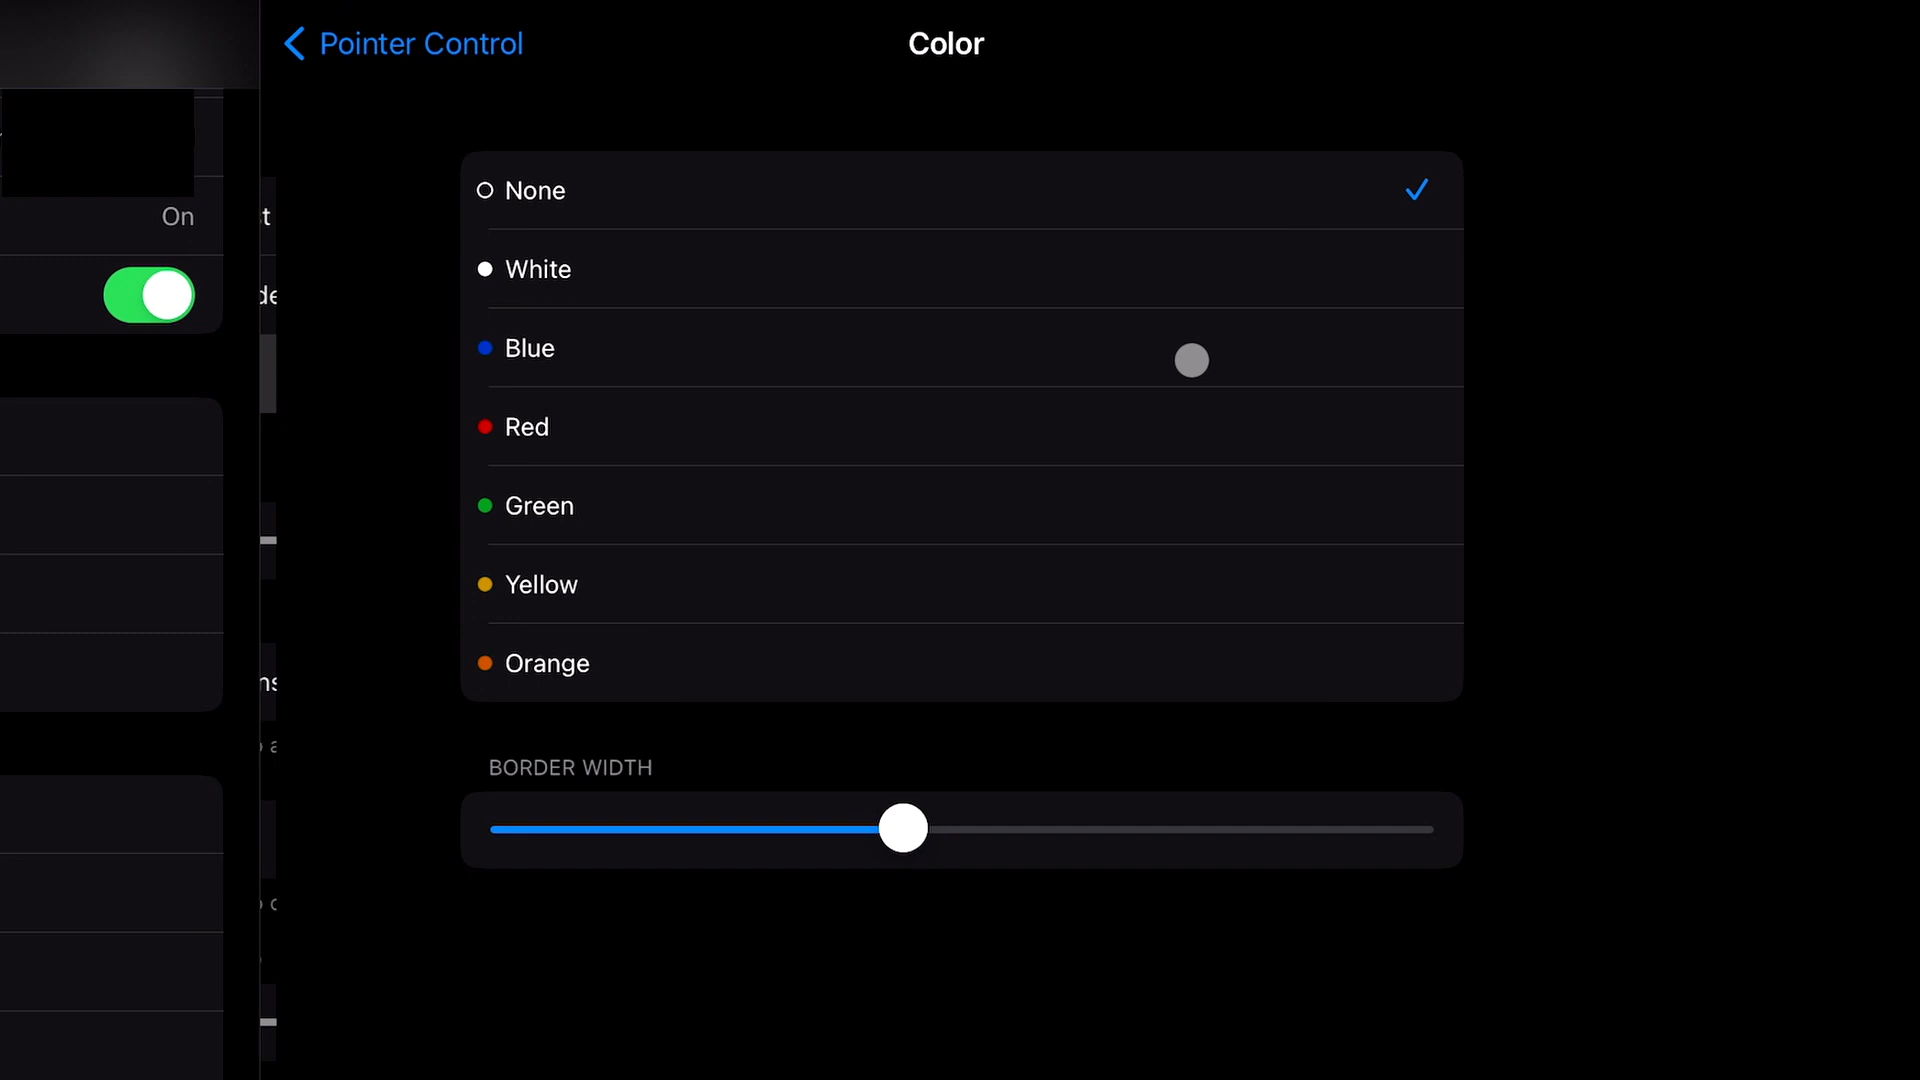 Pointer Control
Color
On
None
White
Blue
Red
Green
Yellow
Orange
BORDER WIDTH